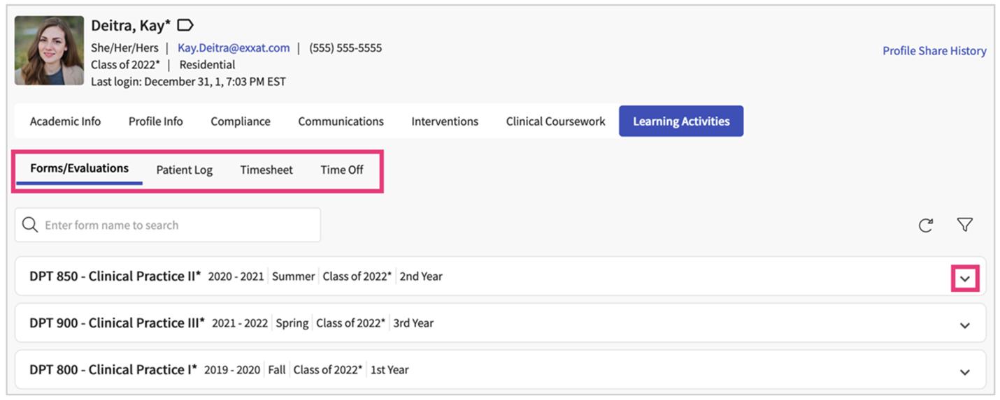 Deitra, Kay*
She/Her/Hers | Kay.Deitra@exxat.com | (555) 555-5555
Class of 2022* | Residential
Last login: December 31, 1, 7:03 PM EST
Profile Share History
Academic Info Profile Info Compliance Communications Interventions Clinical Coursework Learning Activities
Forms/Evaluations Patient Log Timesheet Time Off
Enter form name to search
DPT 850 - Clinical Practice II* 2020 - 2021 | Summer | Class of 2022* | 2nd Year
DPT 900 - Clinical Practice III* 2021 - 2022 | Spring | Class of 2022* | 3rd Year
DPT 800 - Clinical Practice I* 2019 - 2020 | Fall | Class of 2022* | 1st Year